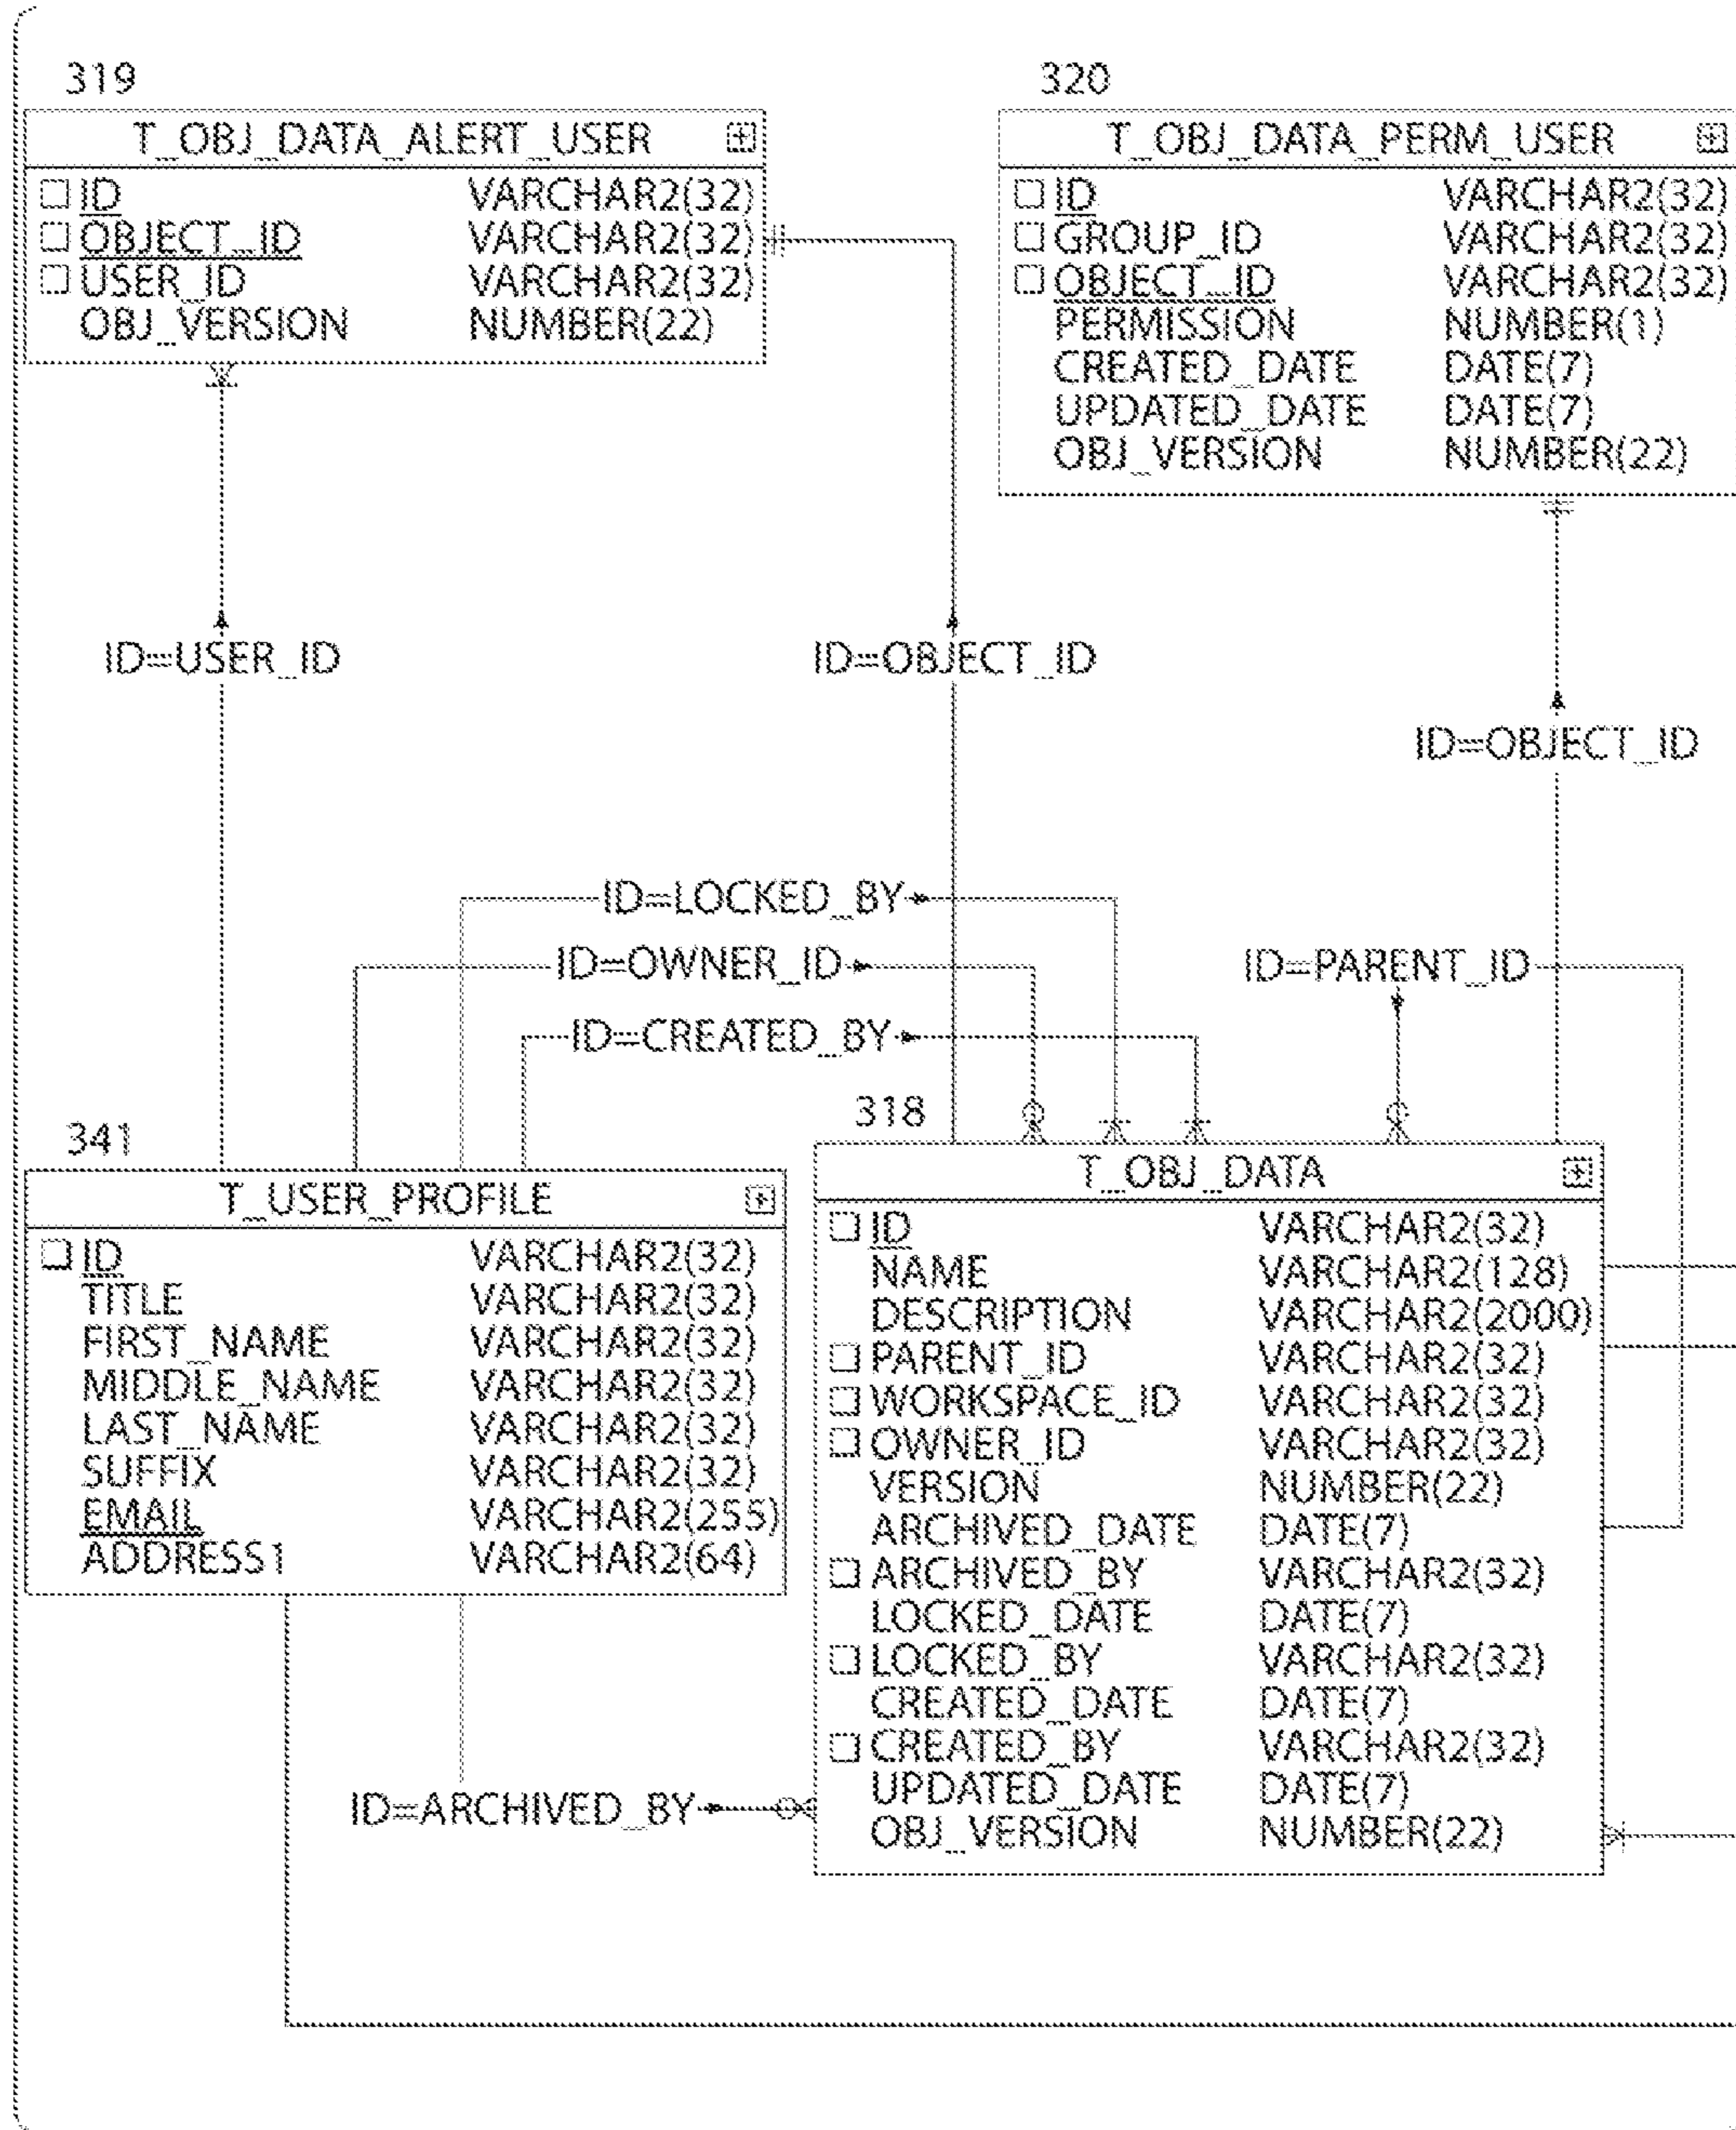 319
T_OBJ_DATA_ALERT_USER
ID VARCHAR2(32)
OBJECT_ID VARCHAR2(32)
USER_ID VARCHAR2(32)
OBJ_VERSION NUMBER(22)
320
T_OBJ_DATA_PERM_USER
ID VARCHAR2(32)
GROUP_ID VARCHAR2(32)
OBJECT_ID VARCHAR2(32)
PERMISSION NUMBER(1)
CREATED_DATE DATE(7)
UPDATED_DATE DATE(7)
OBJ_VERSION NUMBER(22)
ID=USER_ID
ID=OBJECT_ID
ID=OBJECT_ID
ID=LOCKED_BY
ID=OWNER_ID
ID=PARENT_ID
ID=CREATED_BY
341
T_USER_PROFILE
ID VARCHAR2(32)
TITLE VARCHAR2(32)
FIRST_NAME VARCHAR2(32)
MIDDLE_NAME VARCHAR2(32)
LAST_NAME VARCHAR2(32)
SUFFIX VARCHAR2(32)
EMAIL VARCHAR2(255)
ADDRESS1 VARCHAR2(64)
318
T_OBJ_DATA
ID VARCHAR2(32)
NAME VARCHAR2(128)
DESCRIPTION VARCHAR2(2000)
PARENT_ID VARCHAR2(32)
WORKSPACE_ID VARCHAR2(32)
OWNER_ID VARCHAR2(32)
VERSION NUMBER(22)
ARCHIVED_DATE DATE(7)
ARCHIVED_BY VARCHAR2(32)
LOCKED_DATE DATE(7)
LOCKED_BY VARCHAR2(32)
CREATED_DATE DATE(7)
CREATED_BY VARCHAR2(32)
UPDATED_DATE DATE(7)
OBJ_VERSION NUMBER(22)
ID=ARCHIVED_BY